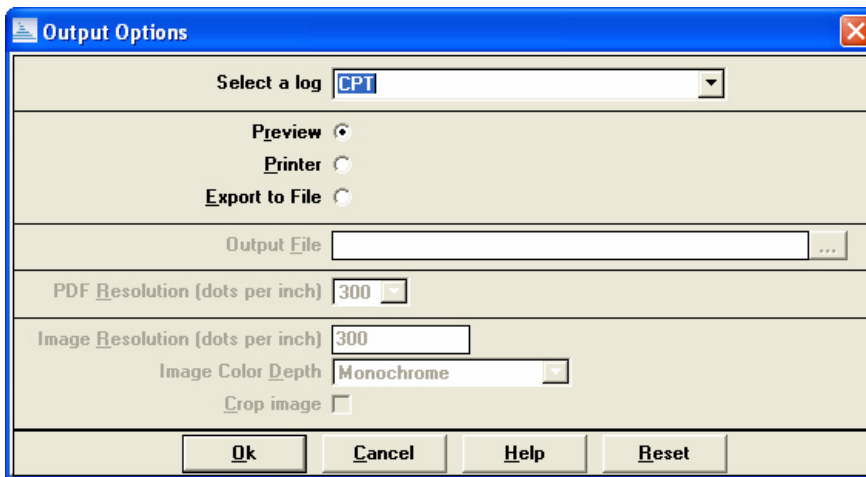 Output Options
Select a log CPT
Preview
Printer
Export to File
Output File ...
PDF Resolution (dots per inch) 300
Image Resolution (dots per inch) 300
Image Color Depth Monochrome
Crop image
Ok Cancel Help Reset